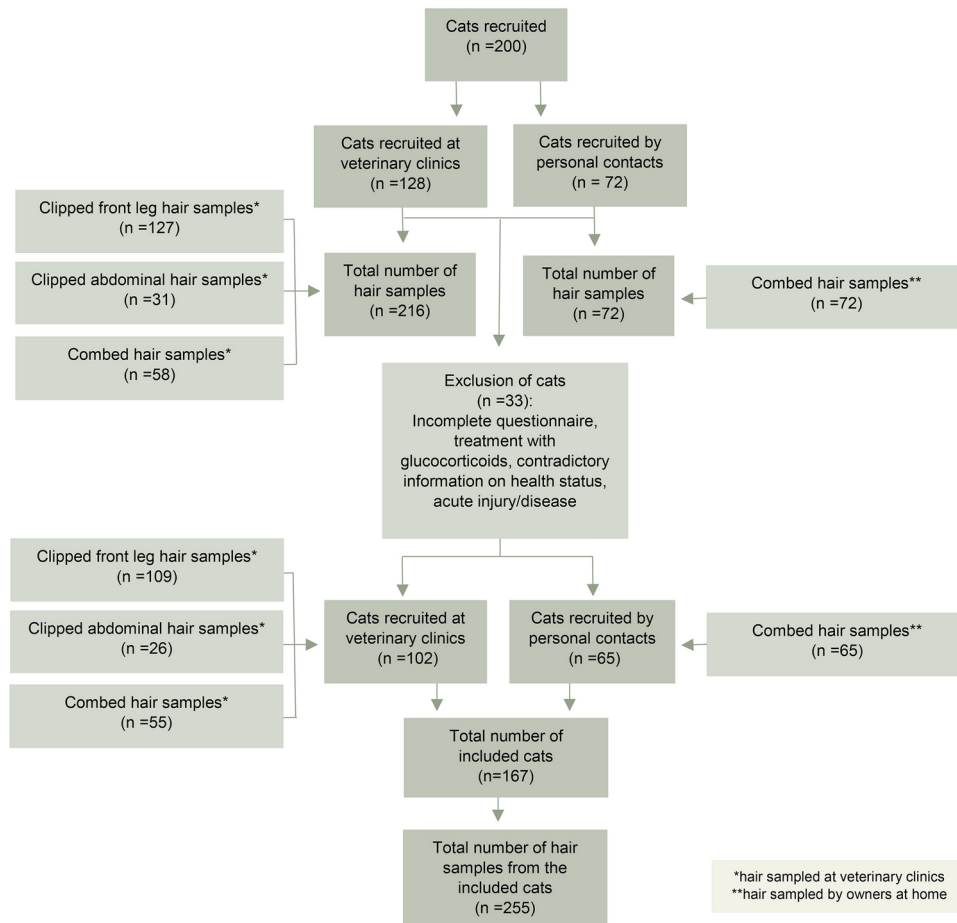 Cats recruited
(n =200)
Cats recruited at
veterinary clinics
(n =128)
Cats recruited by
personal contacts
(n = 72)
Clipped front leg hair samples*
(n =127)
Clipped abdominal hair samples*
(n =31)
Combed hair samples*
(n =58)
Total number of
hair samples
(n =216)
Total number of
hair samples
(n =72)
Combed hair samples**
(n =72)
Exclusion of cats
(n =33):
Incomplete questionnaire,
treatment with
glucocorticoids, contradictory
information on health status,
acute injury/disease
Clipped front leg hair samples*
(n =109)
Clipped abdominal hair samples*
(n =26)
Combed hair samples*
(n =55)
Cats recruited at
veterinary clinics
(n =102)
Cats recruited by
personal contacts
(n =65)
Combed hair samples**
(n =65)
Total number of
included cats
(n=167)
Total number of hair
samples from the
included cats
(n =255)
*hair sampled at veterinary clinics
**hair sampled by owners at home